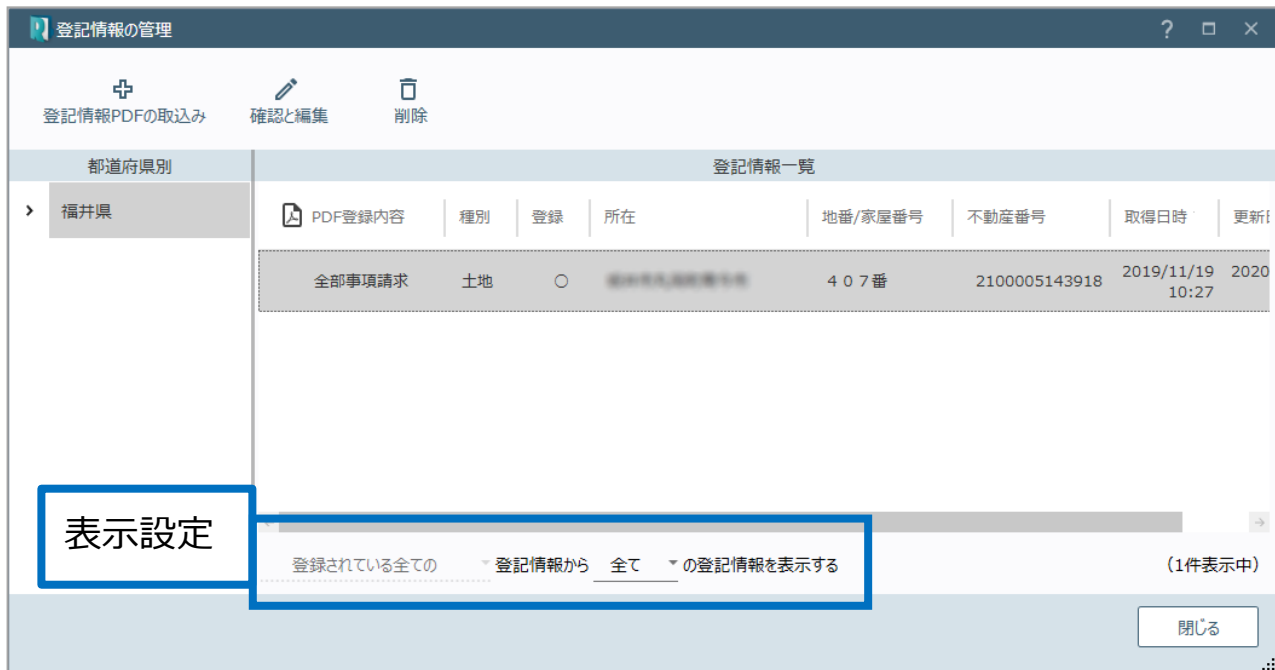 登記情報の管理
?
登記情報PDFの取込み 確認と編集 削除
都道府県別 登記情報一覧
福井県
PDF登録内容 種別 登録 所在 地番/家屋番号 不動産番号 取得日時
全部事項請求 土地 ○ 407番 2100005143918 2019/11/19 2020
10:27
表示設定
登録されている全ての 登記情報から 全て の登記情報を表示する (1件表示中)
閉じる